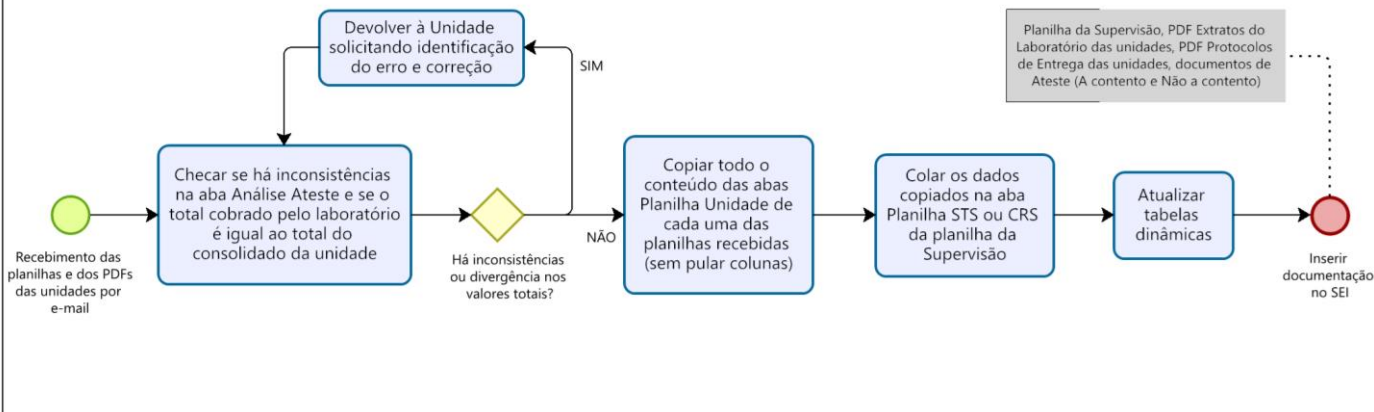 Recebimento das
planilhas e dos PDFs
das unidades por
e-mail
Checar se há inconsistências
na aba Análise Ateste e se o
total cobrado pelo laboratório
é igual ao total do
consolidado da unidade
Devolver à Unidade
solicitando identificação
do erro e correção
Há inconsistências
ou divergência nos
valores totais?
SIM
NÃO
Copiar todo o
conteúdo das abas
Planilha Unidade de
cada uma das
planilhas recebidas
(sem pular colunas)
Colar os dados
copiados na aba
Planilha STS ou CRS
da planilha da
Supervisão
Atualizar
tabelas
dinâmicas
Inserir
documentação
no SEI
Planilha da Supervisão, PDF Extratos do
Laboratório das unidades, PDF Protocolos
de Entrega das unidades, documentos de
Ateste (A contento e Não a contento)